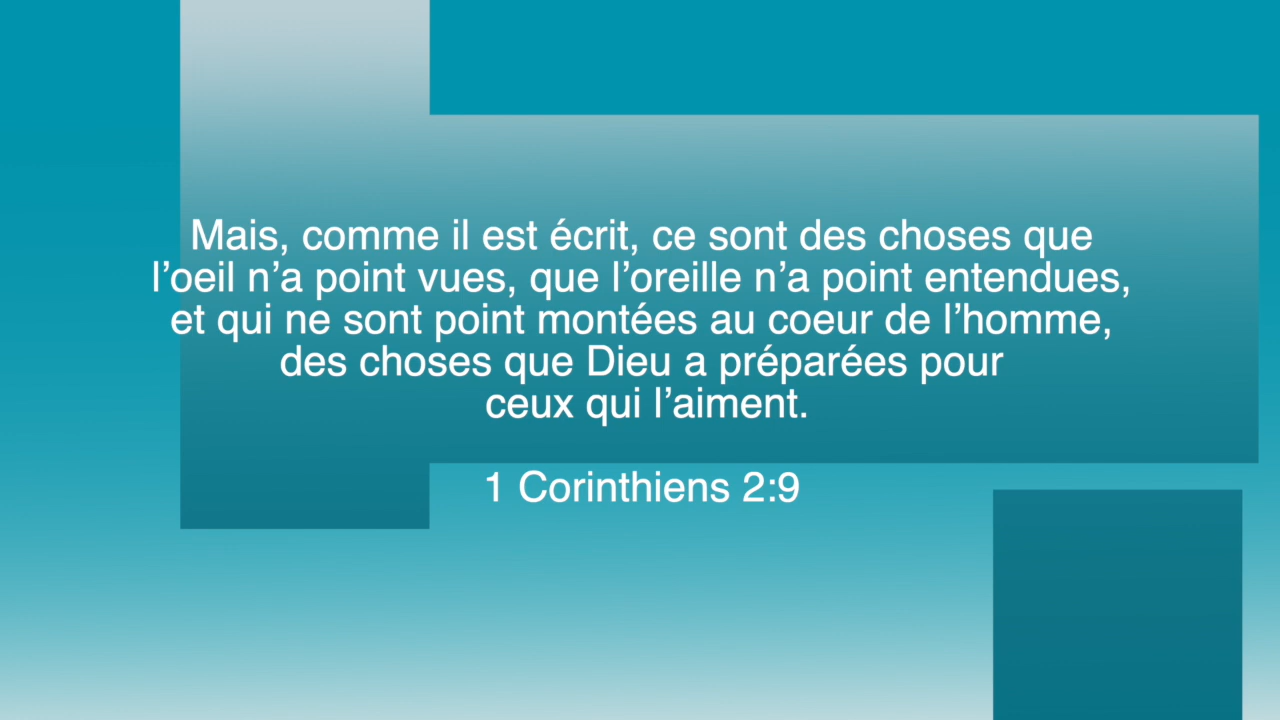 Mais, comme il est écrit, ce sont des choses que
l’oeil n’a point vues, que l’oreille n’a point entendues,
et qui ne sont point montées au coeur de l’homme,
des choses que Dieu a préparées pour
ceux qui l’aiment.
1 Corinthiens 2:9